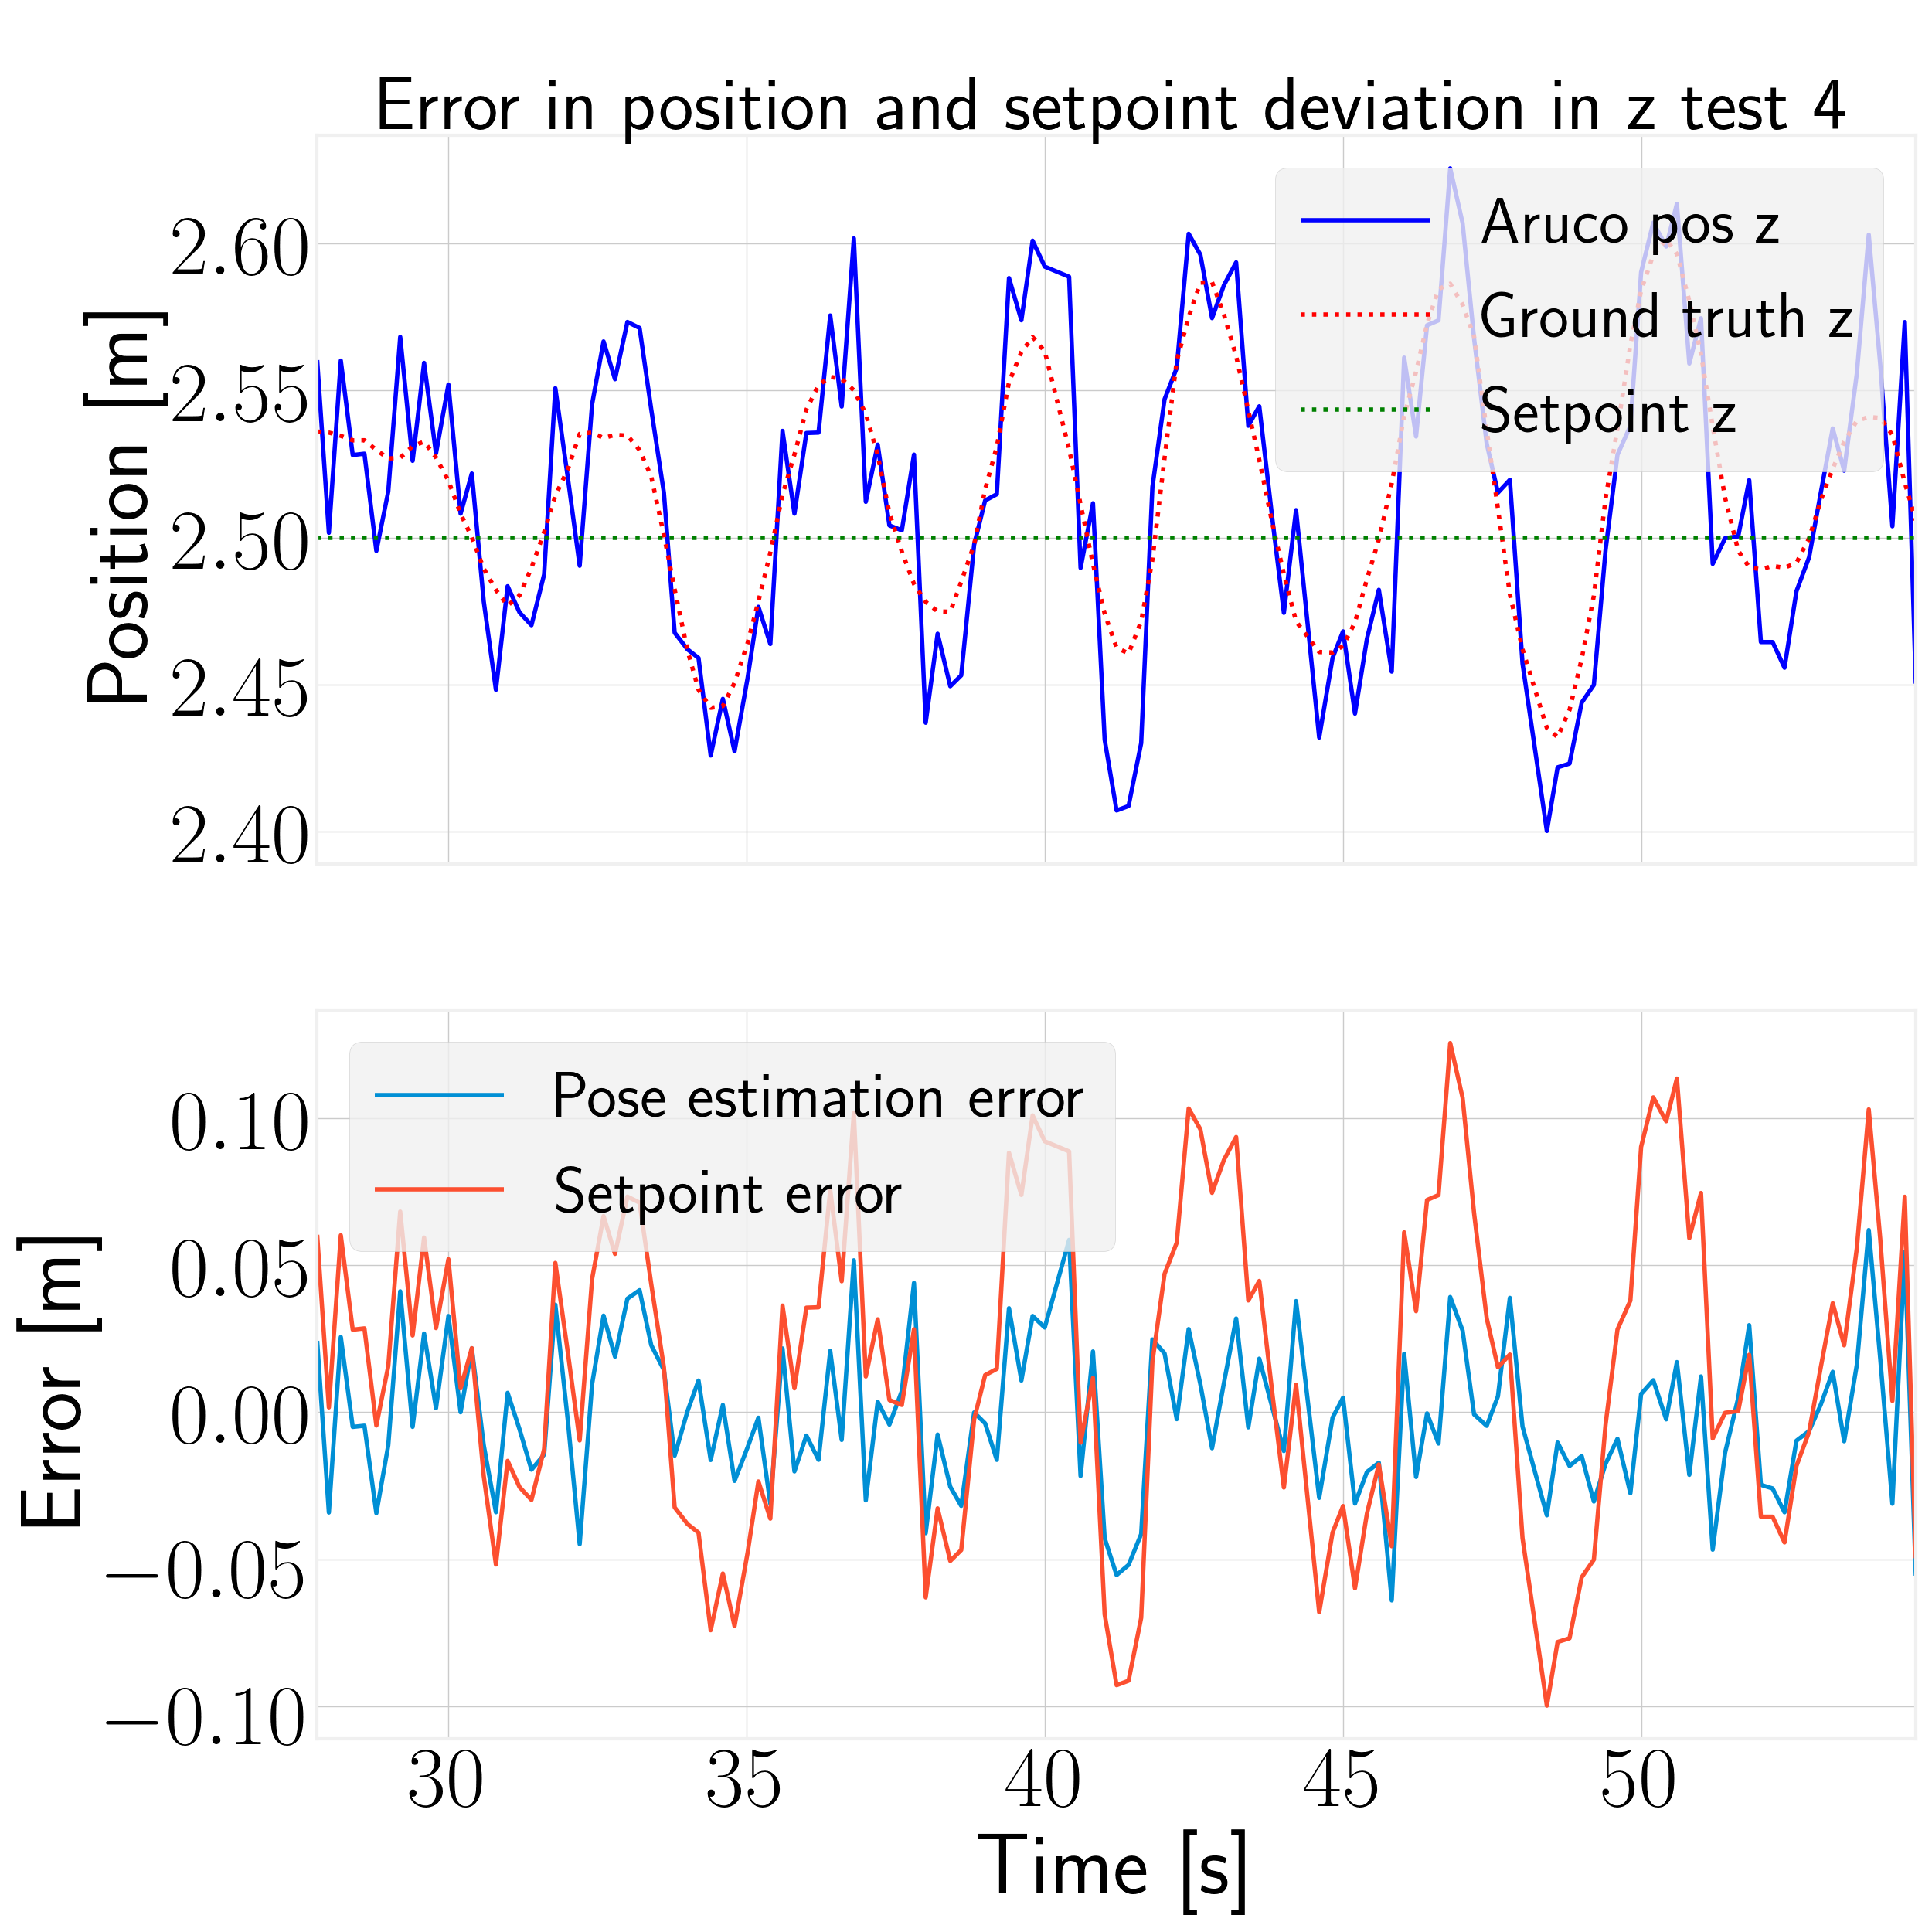 Error in position and setpoint deviation in z test 4
Position [m]
2.60
2.55
2.50
2.45
2.40
Aruco pos z
Ground truth z
Setpoint z
Error [m]
0.10
0.05
0.00
−0.05
−0.10
Pose estimation error
Setpoint error
30 35 40 45 50
Time [s]